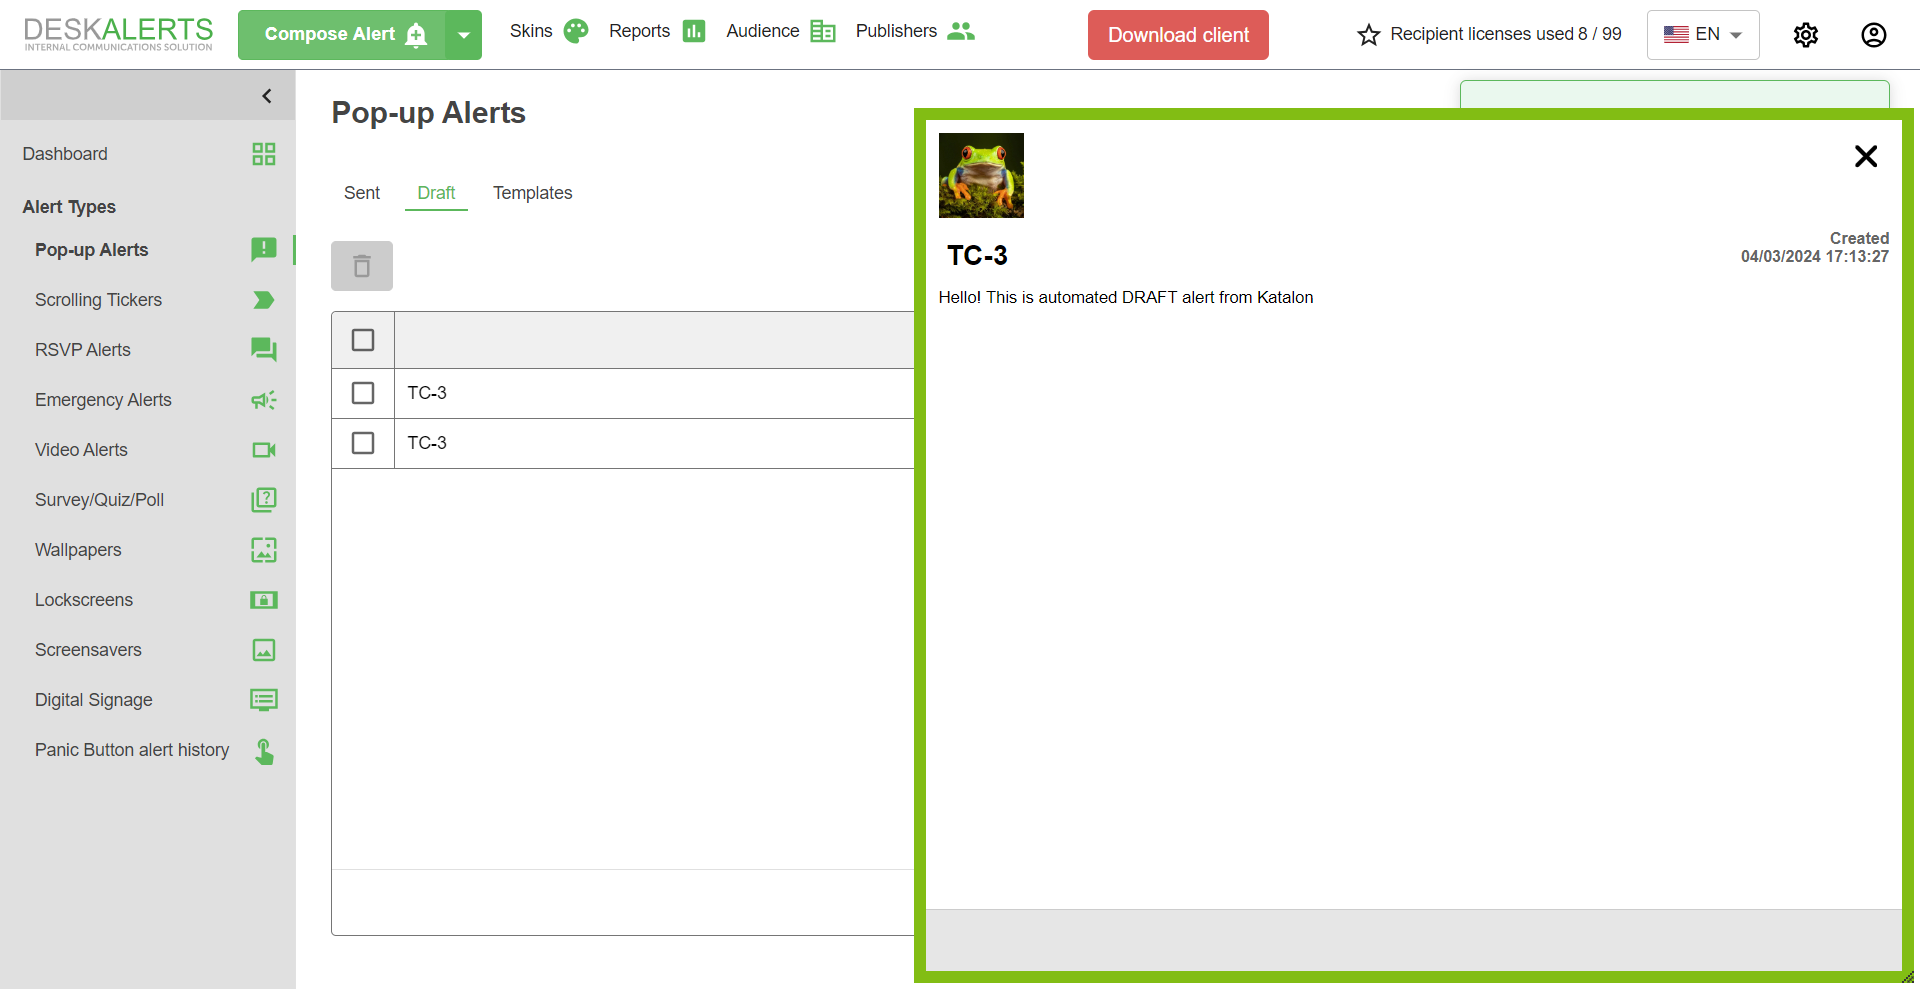 DESKALERTS
INTERNAL COMMUNICATIONS SOLUTION
Compose Alert
Skins
Reports
Audience
Publishers
Download client
Recipient licenses used 8 / 99
EN
Dashboard
Alert Types
Pop-up Alerts
Scrolling Tickers
RSVP Alerts
Emergency Alerts
Video Alerts
Survey/Quiz/Poll
Wallpapers
Lockscreens
Screensavers
Digital Signage
Panic Button alert history
Pop-up Alerts
Sent
Draft
Templates
TC-3
TC-3
TC-3
Created
04/03/2024 17:13:27
Hello! This is automated DRAFT alert from Katalon